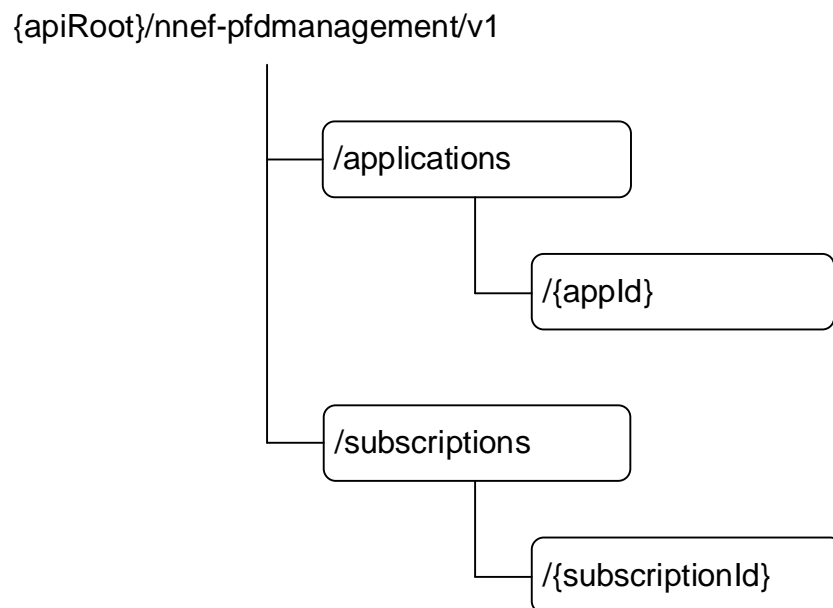 {apiRoot}/nnef-pfdmanagement/v1
/applications
/{appId}
/subscriptions
/{subscriptionId}